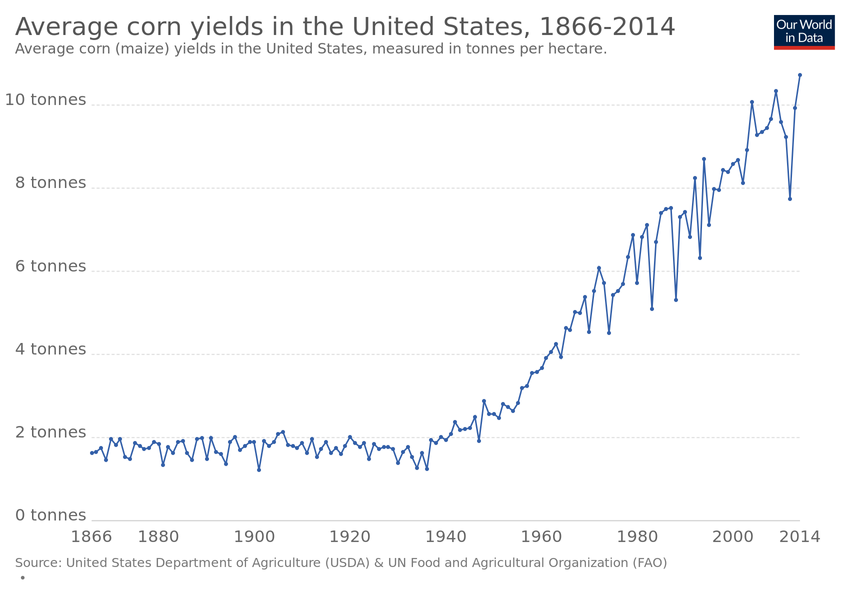 Average corn yields in the United States, 1866-2014
Average corn (maize) yields in the United States, measured in tonnes per hectare.
Our World
in Data
10 tonnes
8 tonnes
6 tonnes
4 tonnes
2 tonnes
0 tonnes
1866 1880 1900 1920 1940 1960 1980 2000 2014
Source: United States Department of Agriculture (USDA) & UN Food and Agricultural Organization (FAO)
•